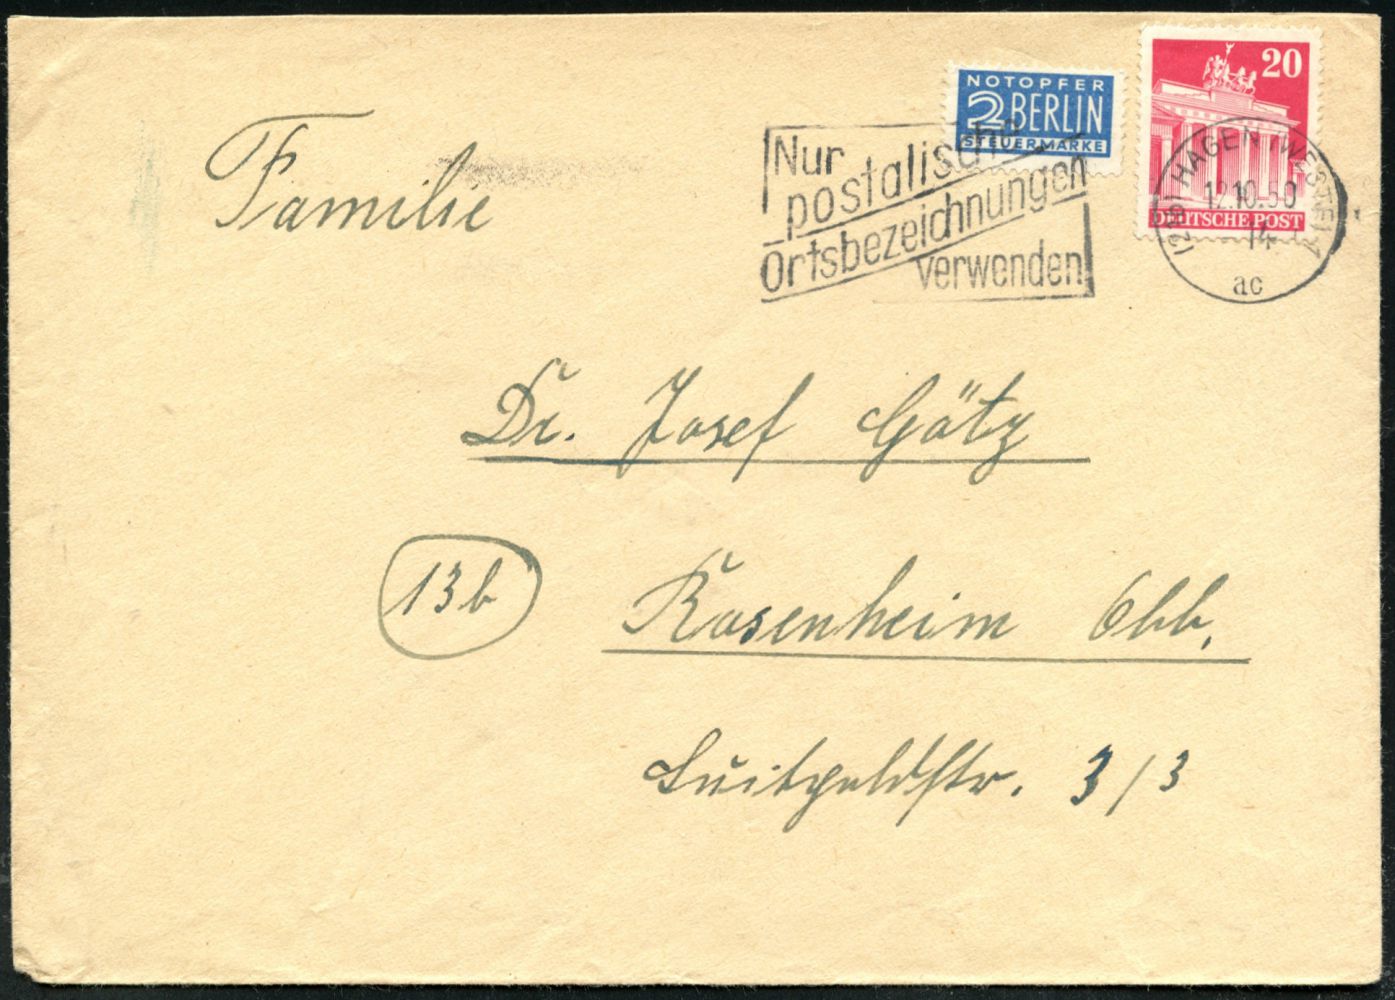 NOTOPFER
2 BERLIN
STEUERMARKE
20
DEUTSCHE POST
Nur
postalische
Ortsbezeichnungen
verwenden!
HAGEN (WESTF)
12.10.50
14
ac
Familie
Dr. Josef Götz
13b
Rosenheim Obb.
Luitpoldstr. 3/3